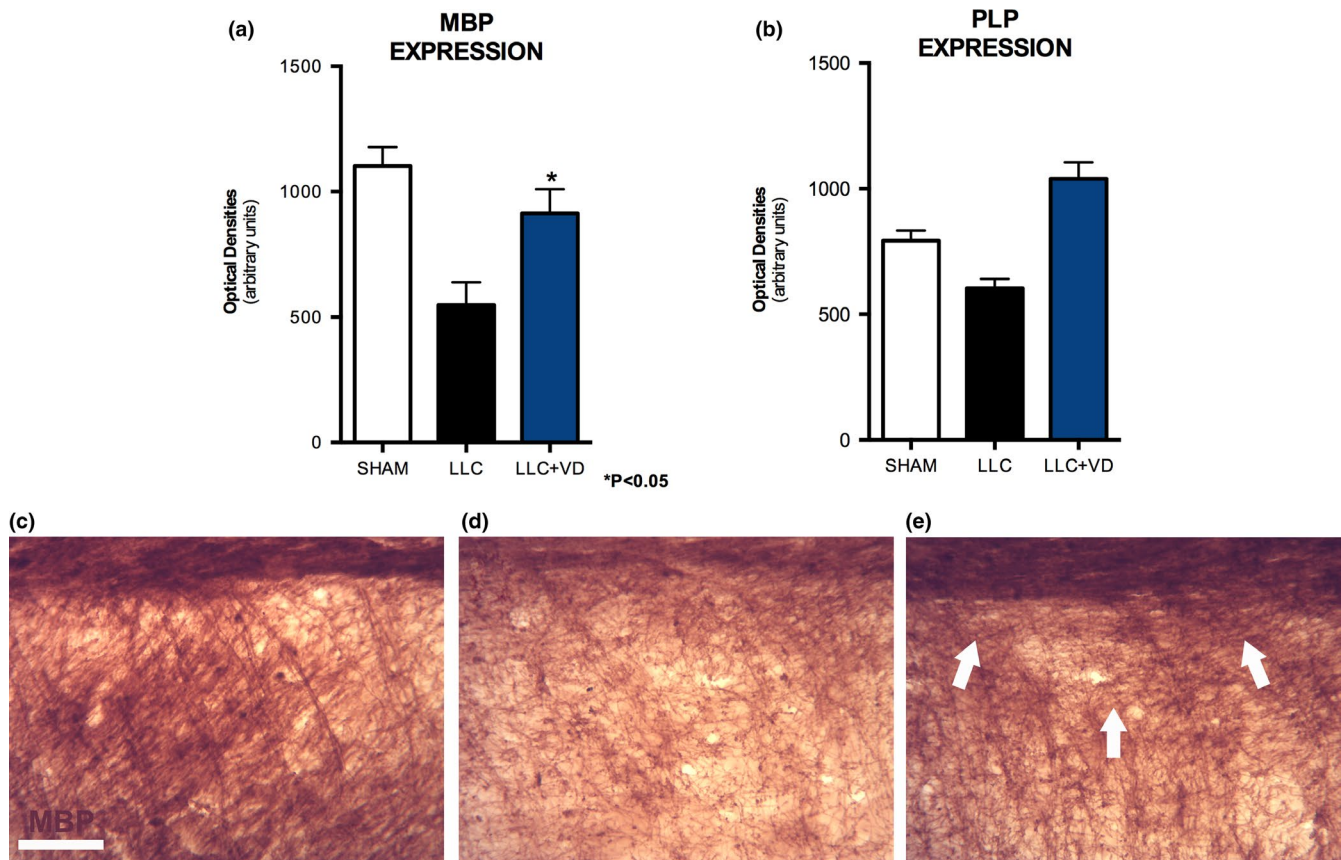 (a)
MBP
EXPRESSION
1500
1000
500
0
Optical Densities
(arbitrary units)
*
SHAM LLC LLC+VD
*P<0.05
(b)
PLP
EXPRESSION
1500
1000
500
0
Optical Densities
(arbitrary units)
SHAM LLC LLC+VD
(c)
MBP
(d)
(e)